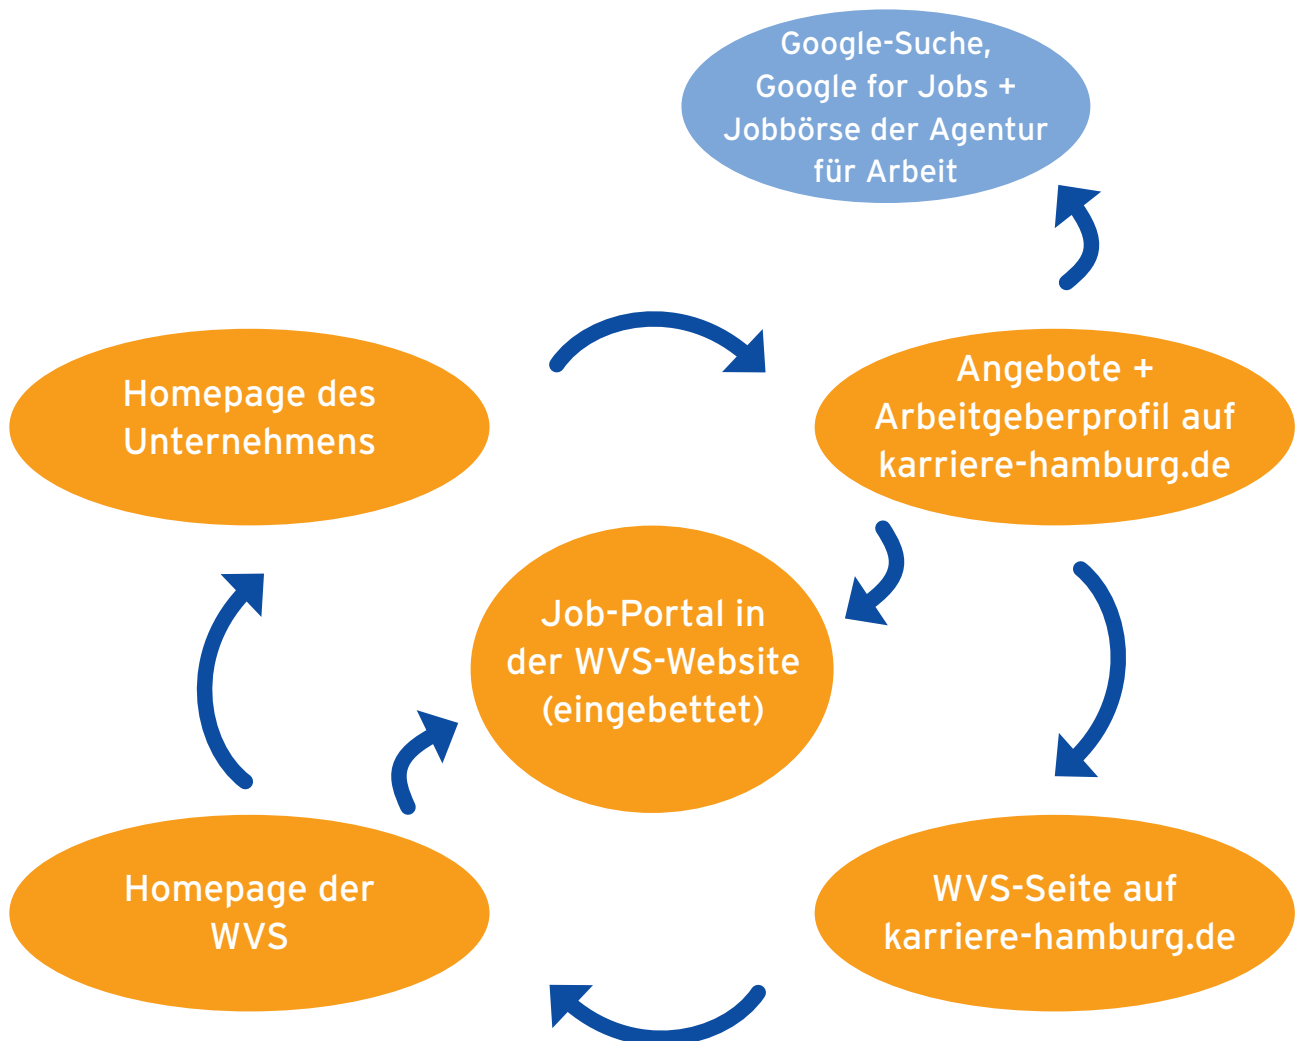 Google-Suche,
Google for Jobs +
Jobbörse der Agentur
für Arbeit
Homepage des
Unternehmens
Angebote +
Arbeitgeberprofil auf
karriere-hamburg.de
Job-Portal in
der WVS-Website
(eingebettet)
Homepage der
WVS
WVS-Seite auf
karriere-hamburg.de